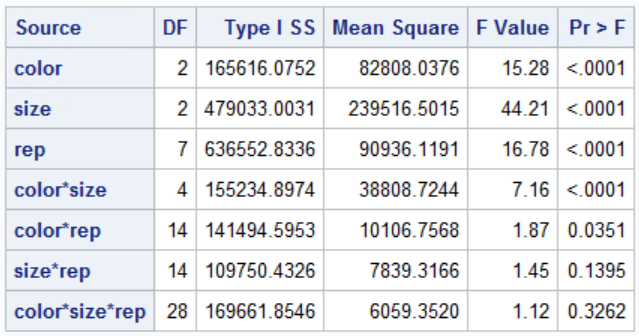 Source DF Type I SS Mean Square F Value Pr > F
color 2 165616.0752 82808.0376 15.28 <.0001
size 2 479033.0031 239516.5015 44.21 <.0001
rep 7 636552.8336 90936.1191 16.78 <.0001
color*size 4 155234.8974 38808.7244 7.16 <.0001
color*rep 14 141494.5953 10106.7568 1.87 0.0351
size*rep 14 109750.4326 7839.3166 1.45 0.1395
color*size*rep 28 169661.8546 6059.3520 1.12 0.3262